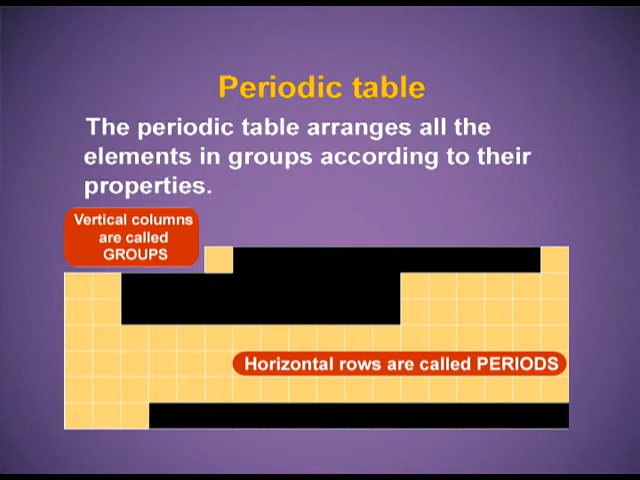 Periodic table
The periodic table arranges all the
elements in groups according to their
properties.
Vertical columns
are called
GROUPS
Horizontal rows are called PERIODS